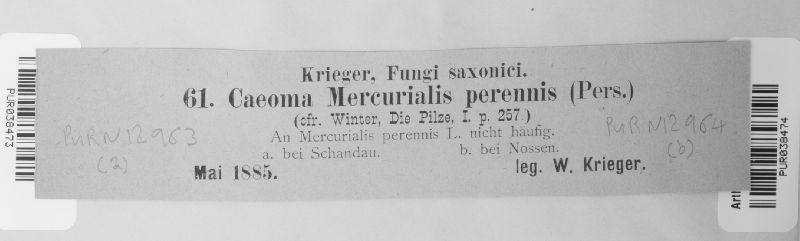 Krieger, Fungi saxonici.
61. Caeoma Mercurialis perennis (Pers.)
(cfr. Winter, Die Pilze, I. p. 257.)
An Mercurialis perennis L. nicht häufig.
a. bei Schandau. b. bei Nossen.
Mai 1885. leg. W. Krieger.
PURN12963
(a)
PURN12964
(b)
PUR038473
PUR038474